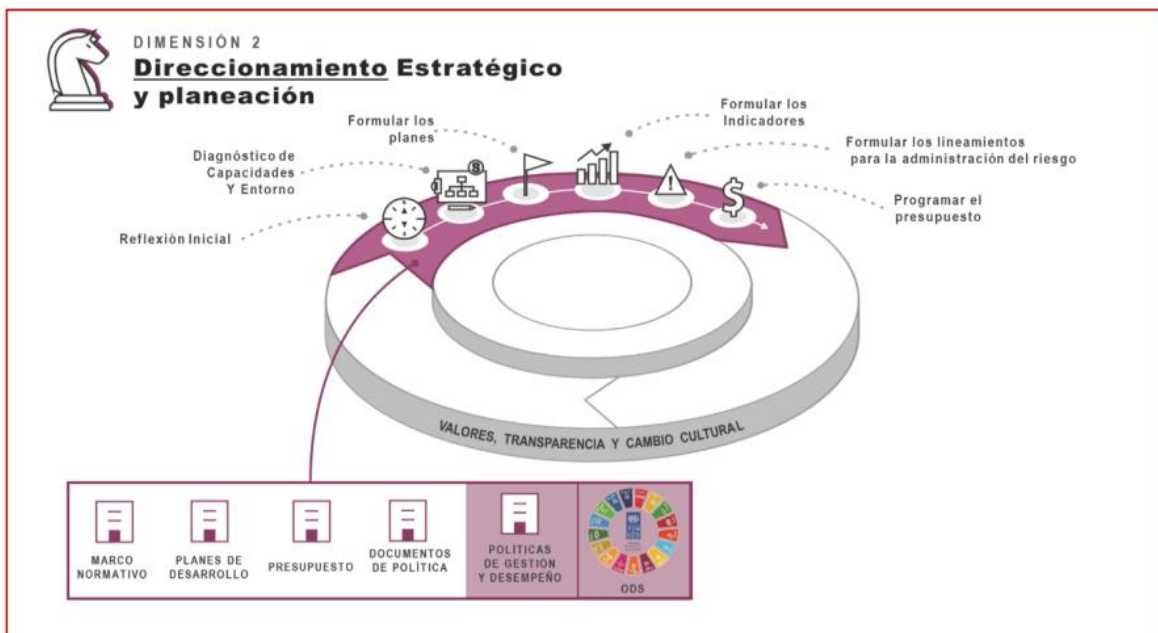 DIMENSIÓN 2
Direccionamiento Estratégico
y planeación
Reflexión Inicial
Diagnóstico de
Capacidades
Y Entorno
Formular los
planes
Formular los
Indicadores
Formular los lineamientos
para la administración del riesgo
Programar el
presupuesto
$
VALORES, TRANSPARENCIA Y CAMBIO CULTURAL
MARCO
NORMATIVO
PLANES DE
DESARROLLO
PRESUPUESTO
DOCUMENTOS
DE POLÍTICA
POLÍTICAS
DE GESTIÓN
Y DESEMPEÑO
ODS